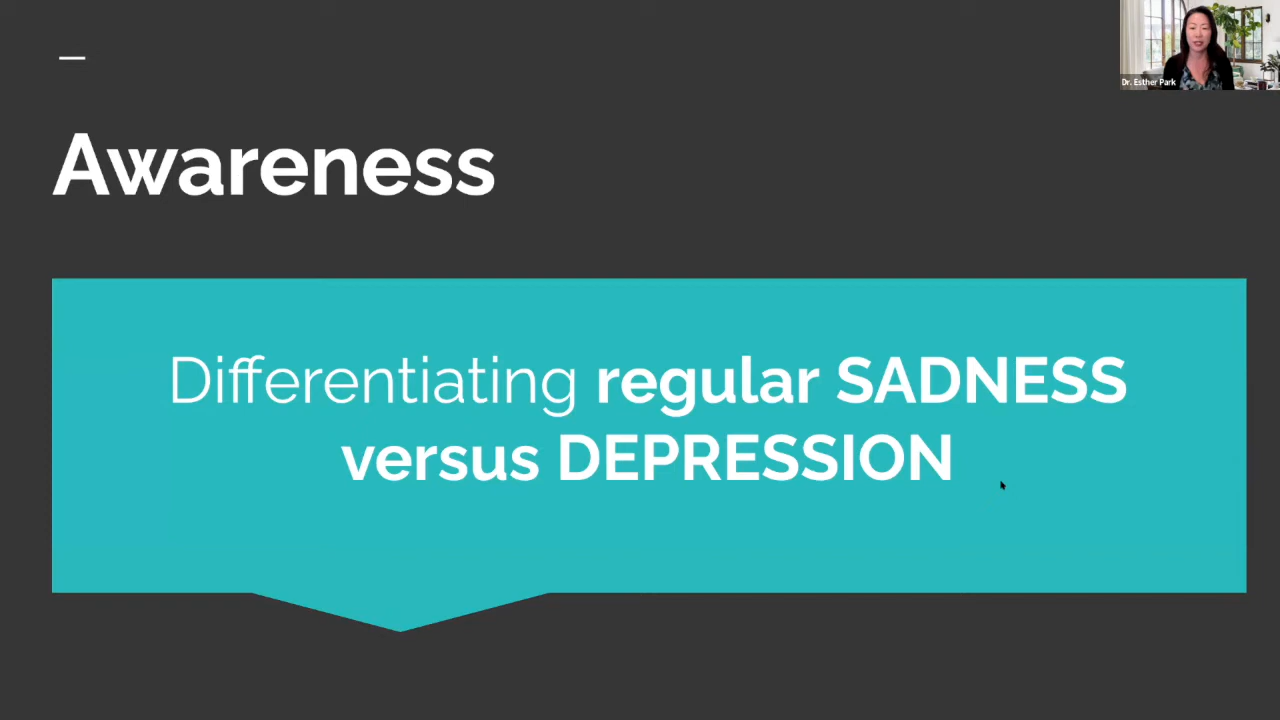 Dr. Esther Park
Awareness
Differentiating regular SADNESS
versus DEPRESSION